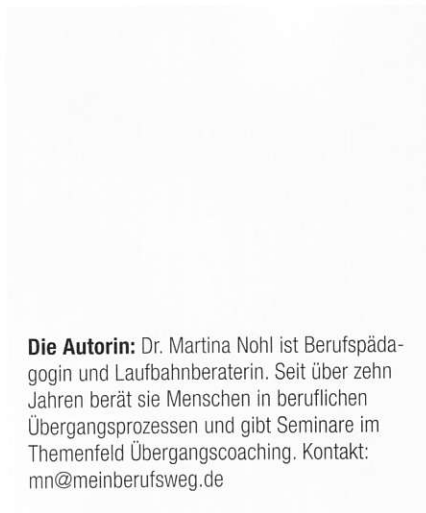 Die Autorin: Dr. Martina Nohl ist Berufspäda-
gogin und Laufbahnberaterin. Seit über zehn
Jahren berät sie Menschen in beruflichen
Übergangsprozessen und gibt Seminare im
Themenfeld Übergangscoaching. Kontakt:
mn@meinberufsweg.de